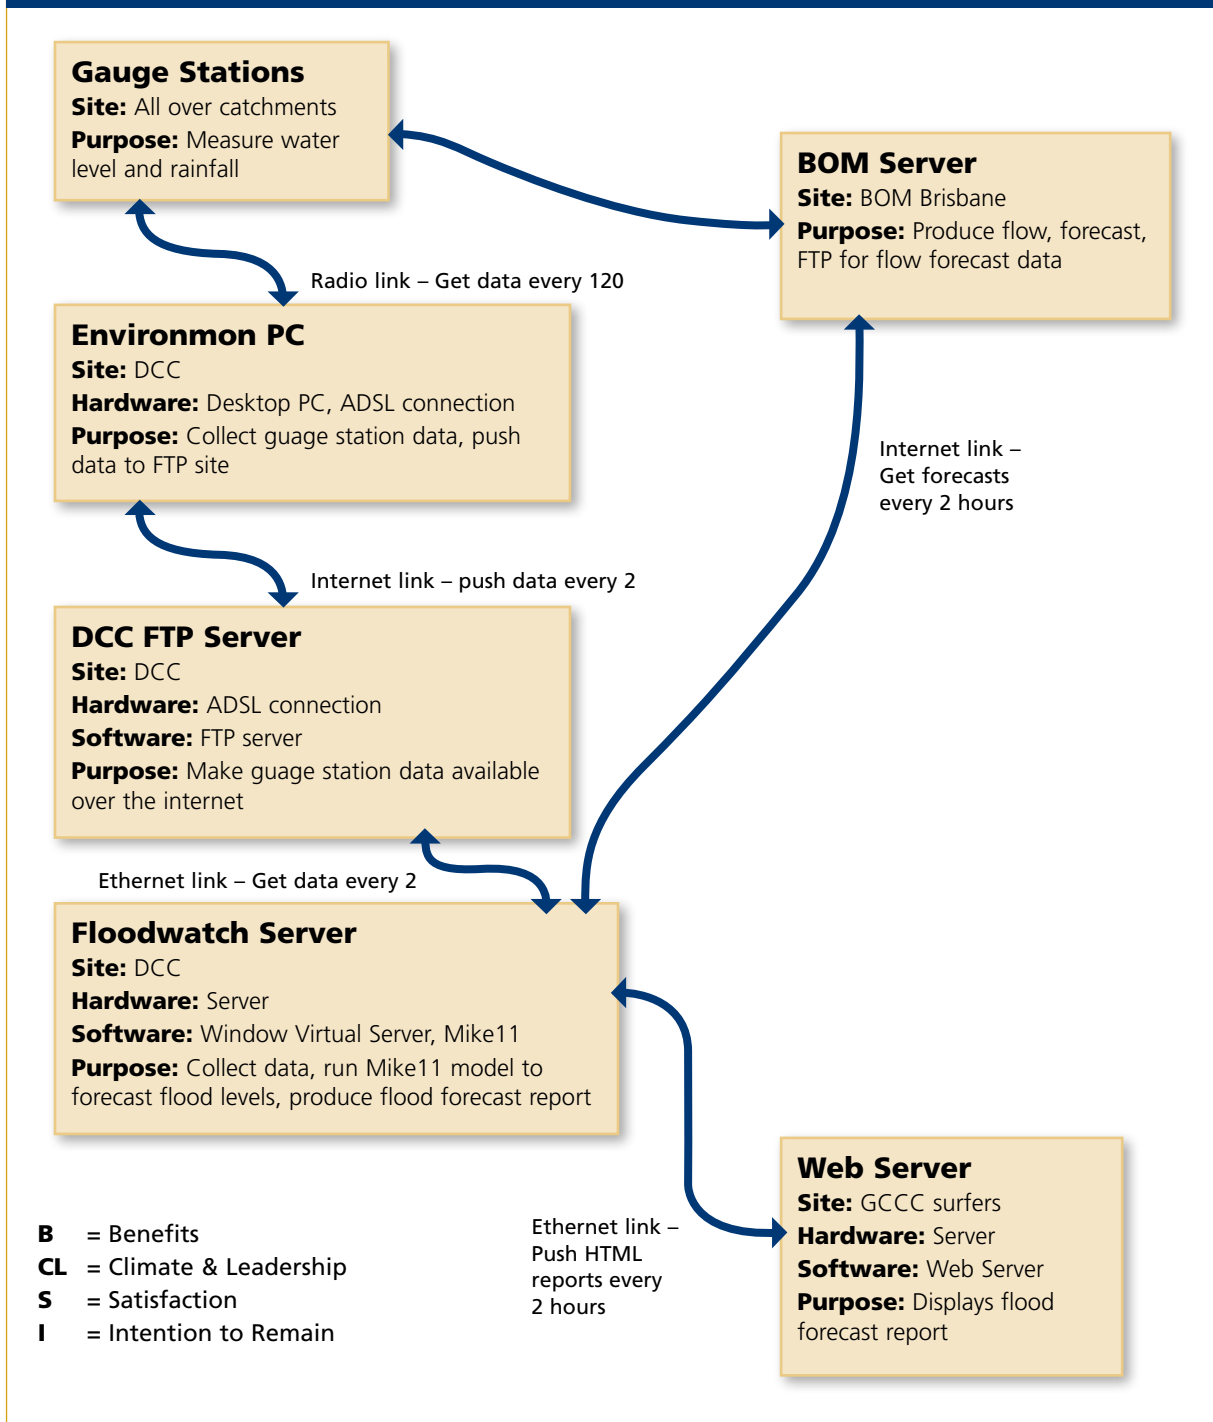 Gauge Stations
Site: All over catchments
Purpose: Measure water
level and rainfall
BOM Server
Site: BOM Brisbane
Purpose: Produce flow, forecast,
FTP for flow forecast data
Radio link – Get data every 120
Environmon PC
Site: DCC
Hardware: Desktop PC, ADSL connection
Purpose: Collect guage station data, push
data to FTP site
Internet link –
Get forecasts
every 2 hours
Internet link – push data every 2
DCC FTP Server
Site: DCC
Hardware: ADSL connection
Software: FTP server
Purpose: Make guage station data available
over the internet
Ethernet link – Get data every 2
Floodwatch Server
Site: DCC
Hardware: Server
Software: Window Virtual Server, Mike11
Purpose: Collect data, run Mike11 model to
forecast flood levels, produce flood forecast report
Web Server
Site: GCCC surfers
Hardware: Server
Software: Web Server
Purpose: Displays flood
forecast report
Ethernet link –
Push HTML
reports every
2 hours
B = Benefits
CL = Climate & Leadership
S = Satisfaction
I = Intention to Remain